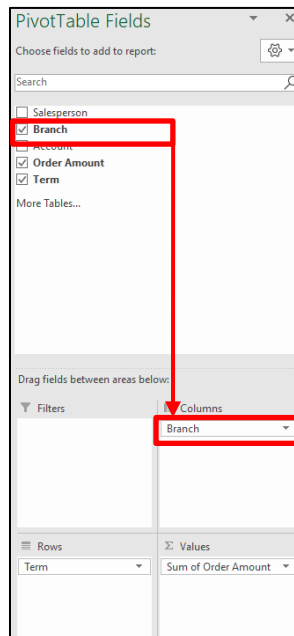 PivotTable Fields
Choose fields to add to report:
Search
Salesperson
Branch
Account
Order Amount
Term
More Tables...
Drag fields between areas below:
Filters
Columns
Branch
Rows
Σ Values
Term
Sum of Order Amount